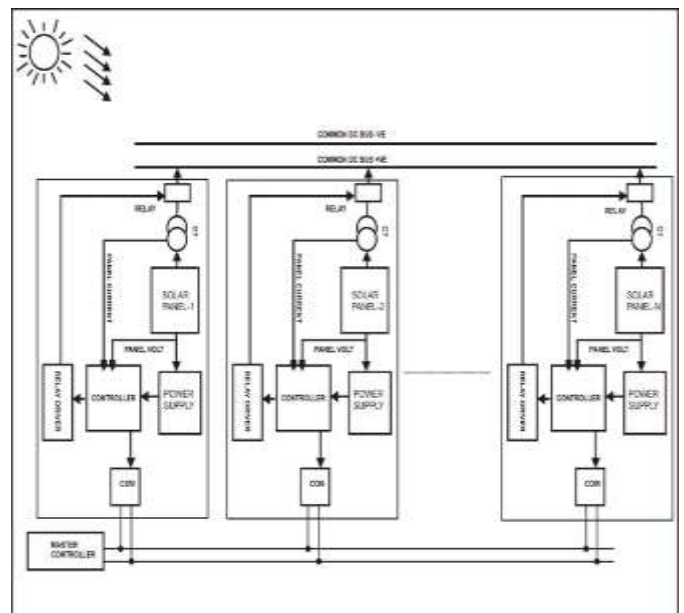 COMMON DC BUS -VE
COMMON DC BUS +VE
RELAY
CT
PANEL CURRENT
SOLAR
PANEL-1
PANEL VOLT
RELAY DRIVER
CONTROLLER
POWER
SUPPLY
COM
RELAY
CT
PANEL CURRENT
SOLAR
PANEL-2
PANEL VOLT
RELAY DRIVER
CONTROLLER
POWER
SUPPLY
COM
RELAY
CT
PANEL CURRENT
SOLAR
PANEL-N
PANEL VOLT
RELAY DRIVER
CONTROLLER
POWER
SUPPLY
COM
MASTER
CONTROLLER